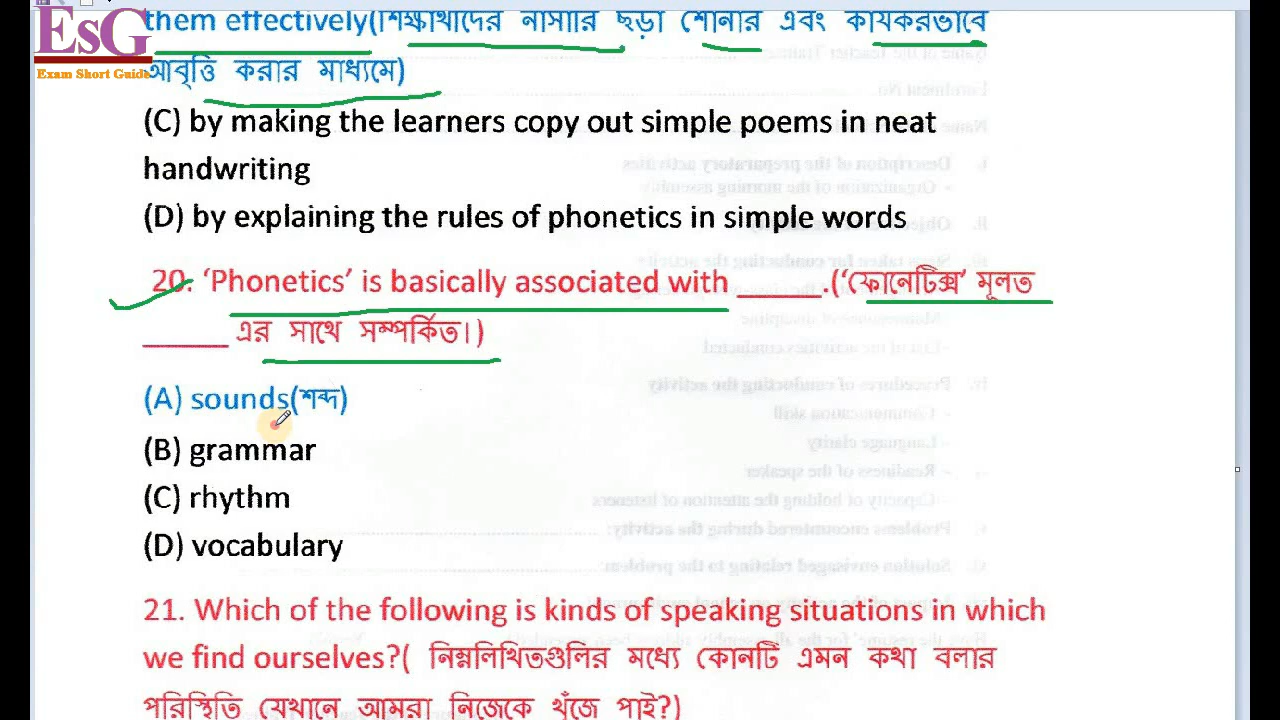 EsG
Exam Short Guide
them effectively(শিক্ষার্থীদের নার্সারি ছড়া শোনার এবং কার্যকরভাবে
আবৃত্তি করার মাধ্যমে)
(C) by making the learners copy out simple poems in neat
handwriting
(D) by explaining the rules of phonetics in simple words
20. ‘Phonetics’ is basically associated with ______.(‘‘ফোনেটিক্স’ মূলত
______ এর সাথে সম্পর্কিত।)
(A) sounds(শব্দ)
(B) grammar
(C) rhythm
(D) vocabulary
21. Which of the following is kinds of speaking situations in which
we find ourselves?( নিম্নলিখিতগুলির মধ্যে কোনটি এমন কথা বলার
পরিস্থিতি যেখানে আমরা নিজেকে খুঁজে পাই?)